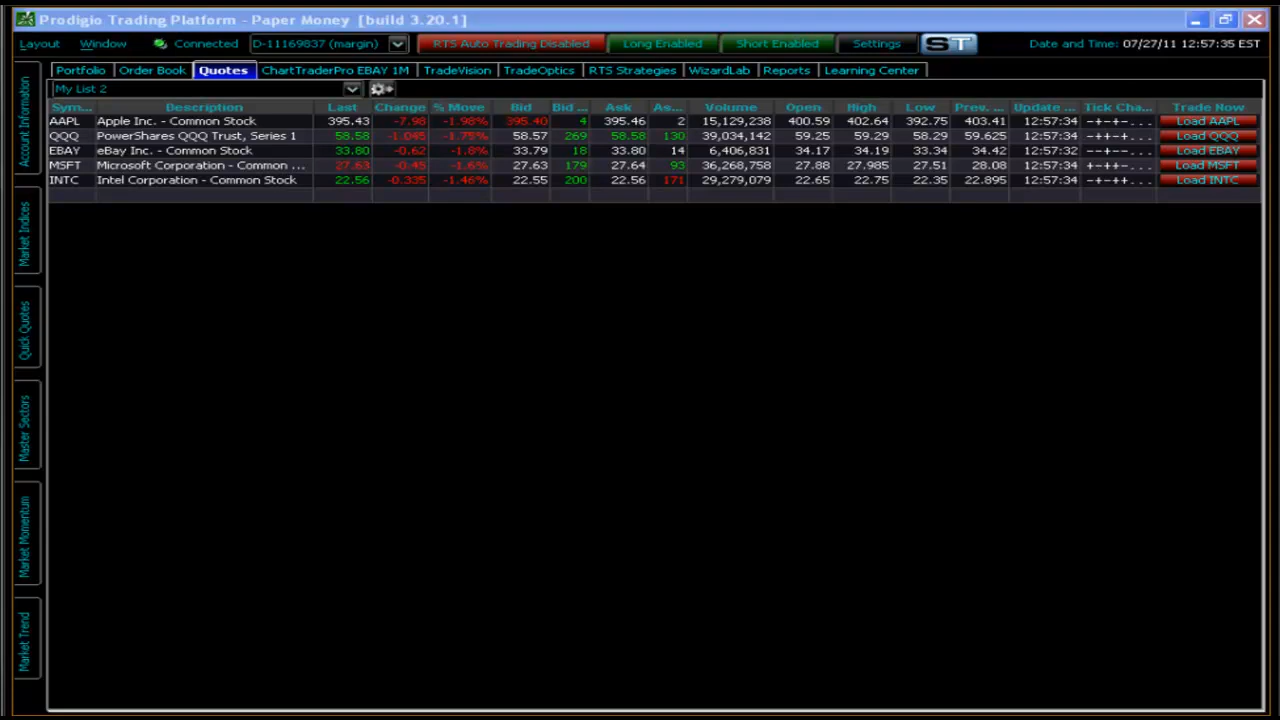 Prodigio Trading Platform - Paper Money [build 3.20.1]
Layout Window Connected D-11169837 (margin) RTS Auto Trading Disabled Long Enabled Short Enabled Settings ST Date and Time: 07/27/11 12:57:35 EST
Portfolio Order Book Quotes ChartTraderPro EBAY 1M TradeVision TradeOptics RTS Strategies WizardLab Reports Learning Center
My List 2
Sym... Description Last Change % Move Bid Bid ... Ask As... Volume Open High Low Prev. ... Update ... Tick Cha... Trade Now
AAPL Apple Inc. - Common Stock 395.43 -7.98 -1.98% 395.40 4 395.46 2 15,129,238 400.59 402.64 392.75 403.41 12:57:34 -+-+-... Load AAPL
QQQ PowerShares QQQ Trust, Series 1 58.58 -1.045 -1.75% 58.57 269 58.58 130 39,034,142 59.25 59.29 58.29 59.625 12:57:34 --+++... Load QQQ
EBAY eBay Inc. - Common Stock 33.80 -0.62 -1.8% 33.79 18 33.80 14 6,406,831 34.17 34.19 33.34 34.42 12:57:32 -+--... Load EBAY
MSFT Microsoft Corporation - Common ... 27.63 -0.45 -1.6% 27.63 179 27.64 93 36,268,758 27.88 27.985 27.51 28.08 12:57:34 +-++-... Load MSFT
INTC Intel Corporation - Common Stock 22.56 -0.335 -1.46% 22.55 200 22.56 171 29,279,079 22.65 22.75 22.35 22.895 12:57:34 -+-++... Load INTC
Account Information
Market Indices
Quick Quotes
Master Sectors
Market Momentum
Market Trend